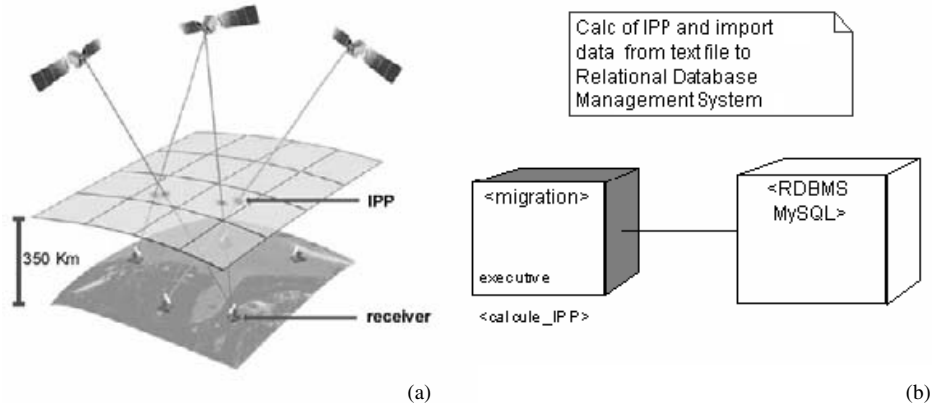 IPP
350 Km
receiver
(a)
Calc of IPP and import
data from text file to
Relational Database
Management System
<migration>
executive
<calcule_IPP>
<RDBMS
MySQL>
(b)